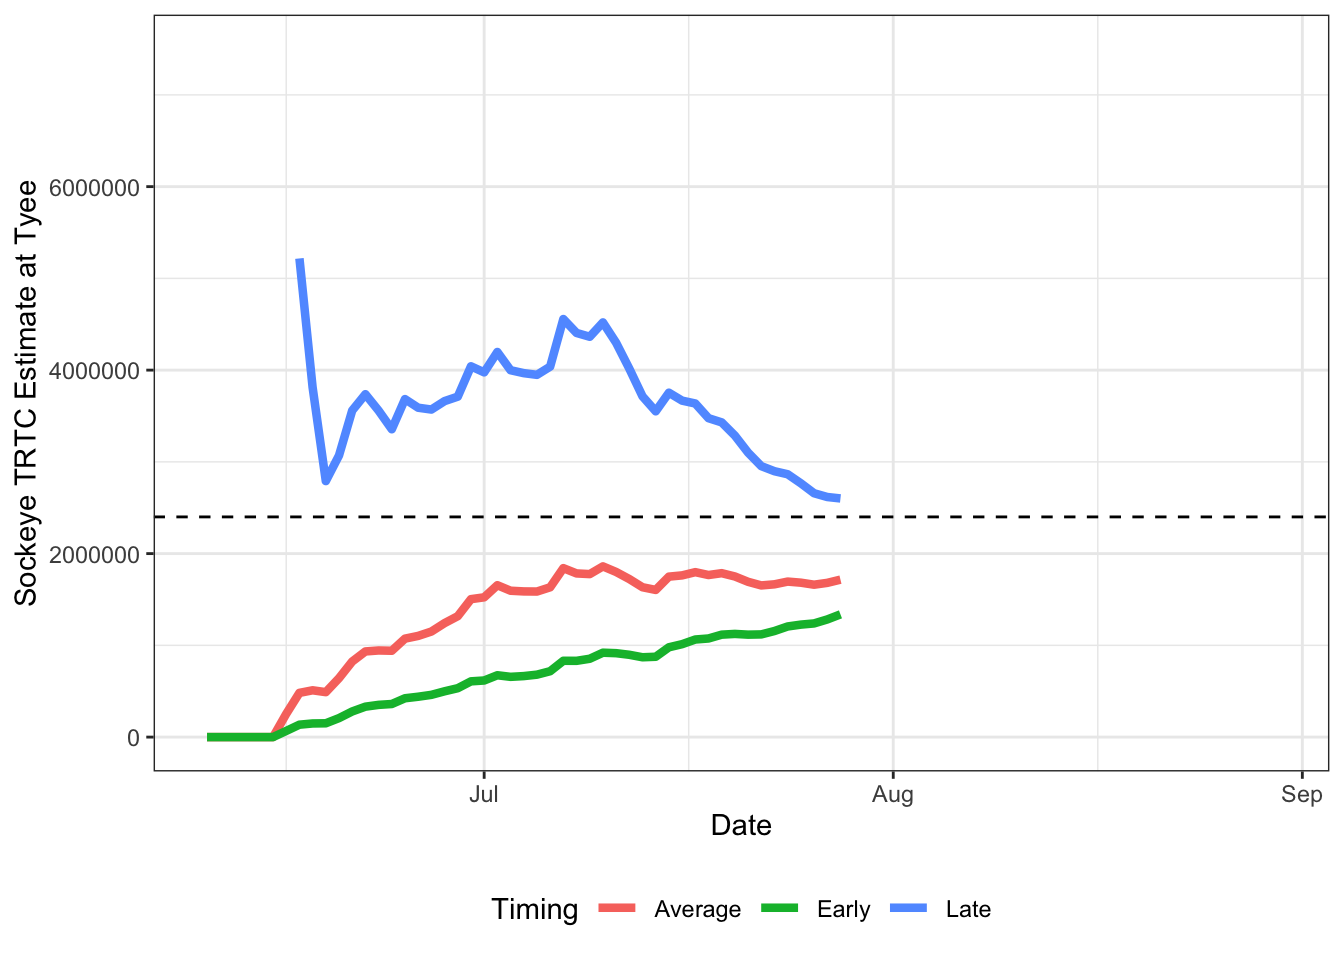 Sockeye TRTC Estimate at Tyee
6000000
4000000
2000000
0
Jul
Aug
Sep
Date
Timing
Average
Early
Late